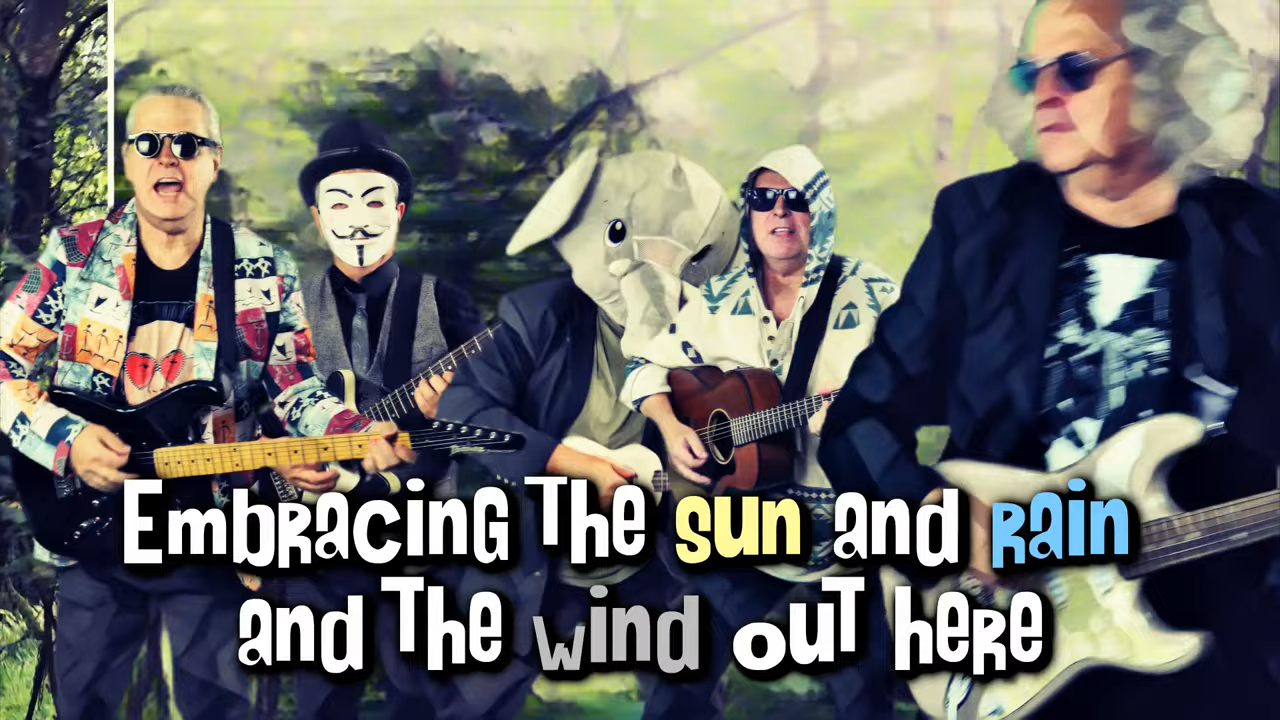 Embracing The sun and rain
and The wind ouT here